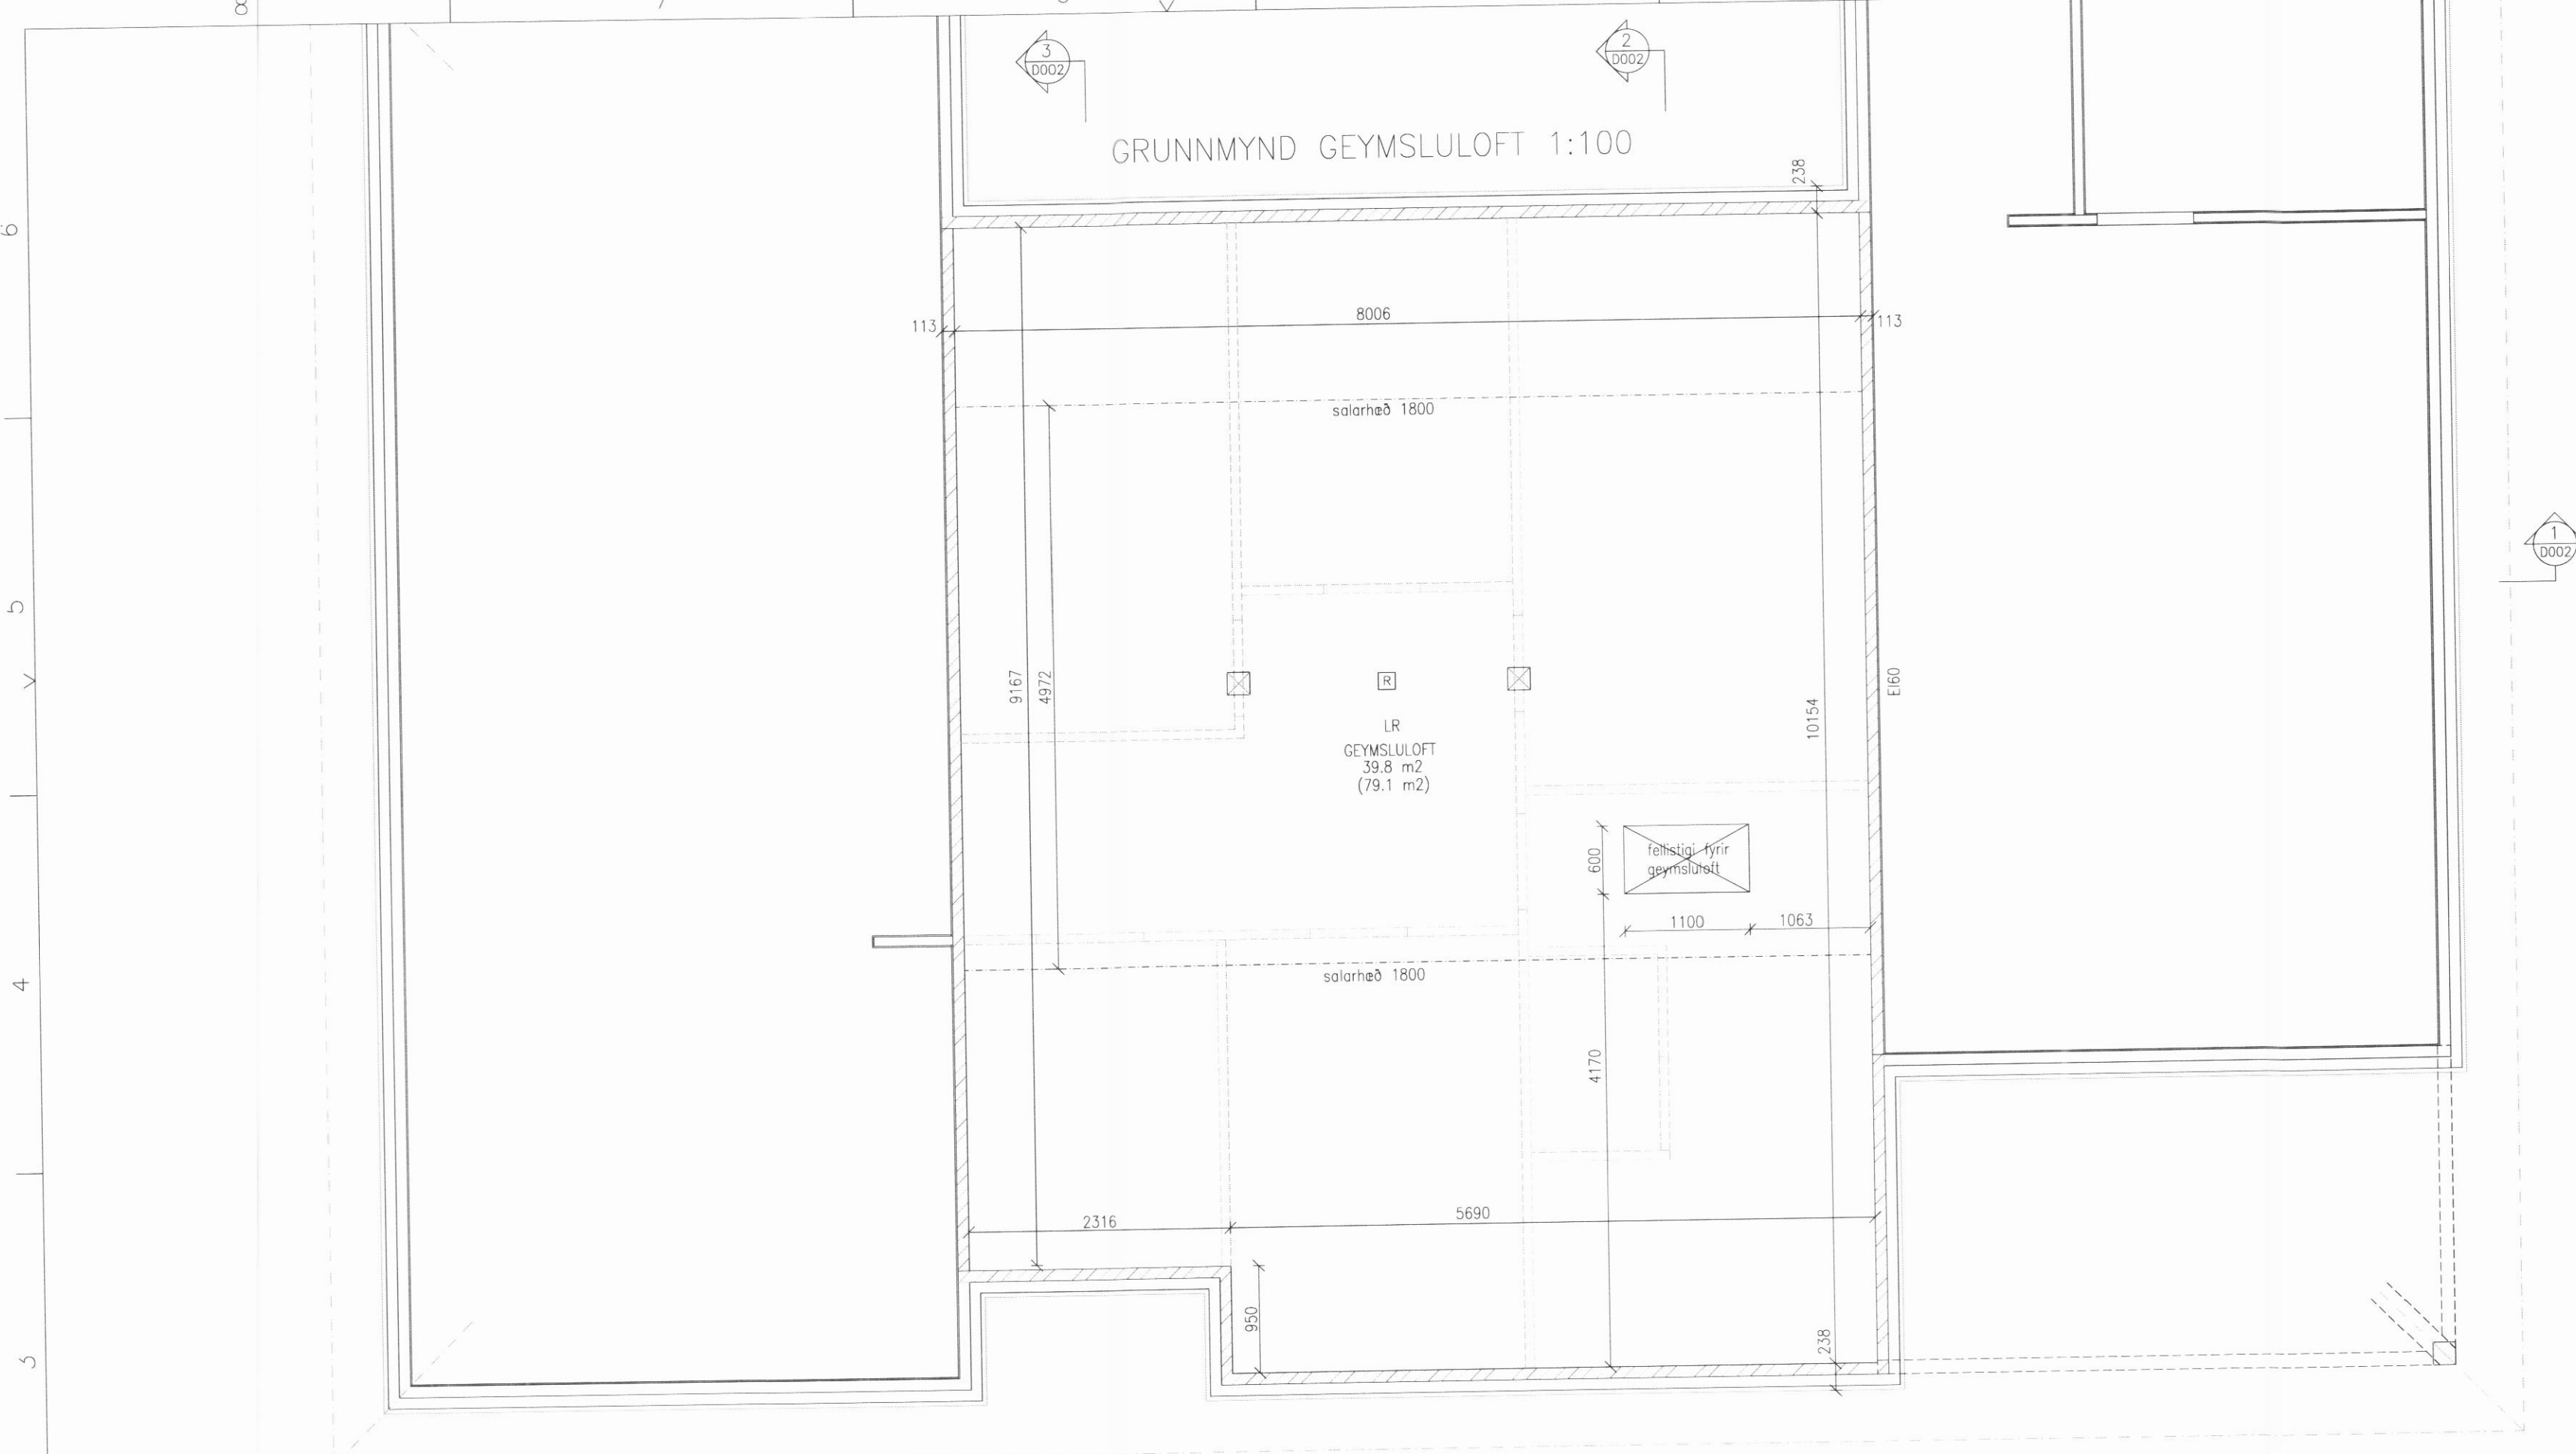 3
D002
2
D002
GRUNNMYND GEYMSLULOFT 1:100
238
6
113
8006
113
salarhæð 1800
1
D002
5
9167
4972
R
EI60
10154
LR
GEYMSLULOFT
39.8 m2
(79.1 m2)
600
fellistigi fyrir
geymsluloft
1100
1063
salarhæð 1800
4
4170
2316
5690
950
238
3